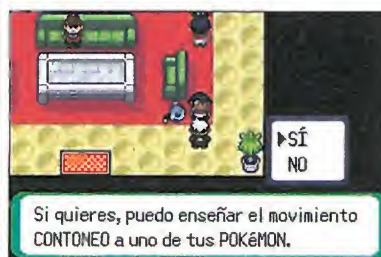 ▶SÍ
NO
Si quieres, puedo enseñar el movimiento
CONTONEO a uno de tus POKéMON.